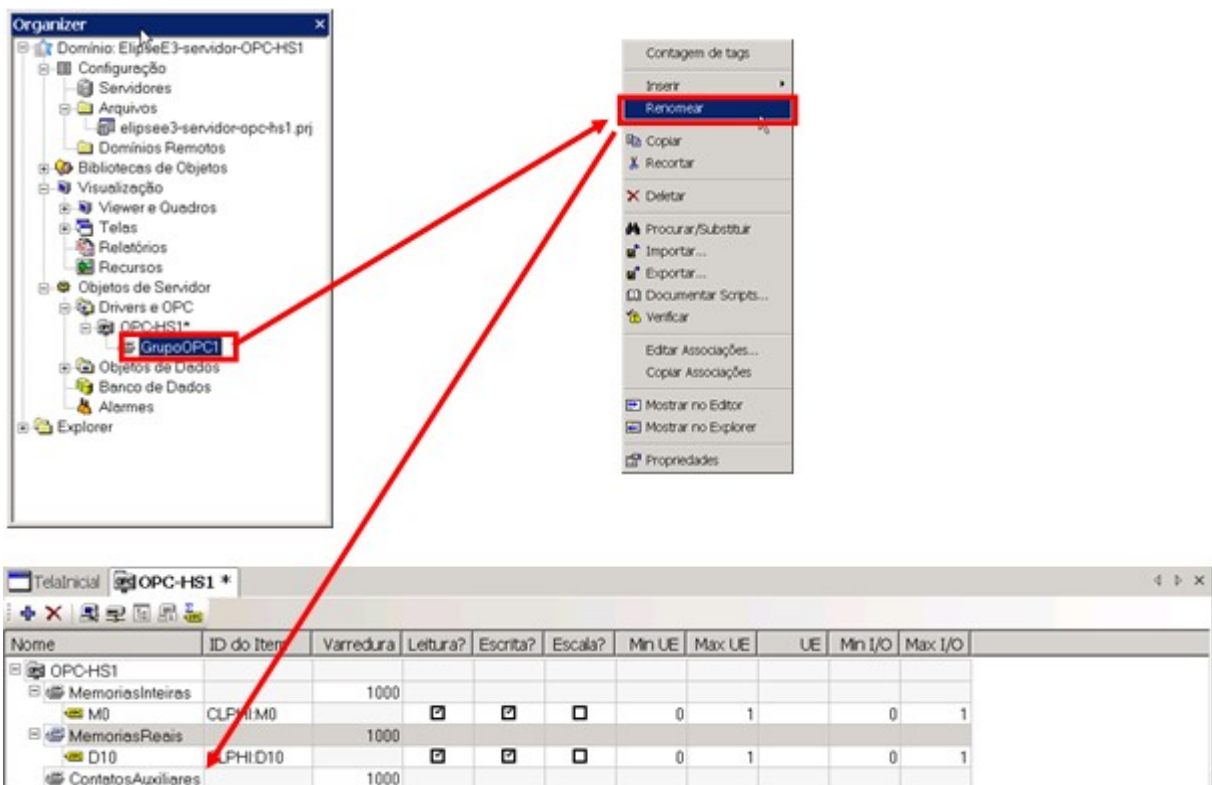 Organizer
Domínio: ElipseE3-servidor-OPC-HS1
Configuração
Servidores
Arquivos
elipsee3-servidor-opc-hs1.prj
Domínios Remotos
Bibliotecas de Objetos
Visualização
Viewer e Quadros
Telas
Relatórios
Recursos
Objetos de Servidor
Drivers e OPC
OPC-HS1*
GrupoOPC1
Objetos de Dados
Banco de Dados
Alarmes
Explorer
Contagem de tags
Inserir
Renomear
Copiar
Recortar
Deletar
Procurar/Substituir
Importar...
Exportar...
Documentar Scripts...
Verificar
Editar Associações...
Copiar Associações
Mostrar no Editor
Mostrar no Explorer
Propriedades
TelaInicial OPC-HS1 *
Nome ID do Item Varredura Leitura? Escrita? Escala? Min UE Max UE UE Min I/O Max I/O
OPC-HS1
MemoriasInteiras 1000
M0 CLPHI:M0 0 1 0 1
MemoriasReais 1000
D10 CLPHI:D10 0 1 0 1
ContatosAuxiliares 1000